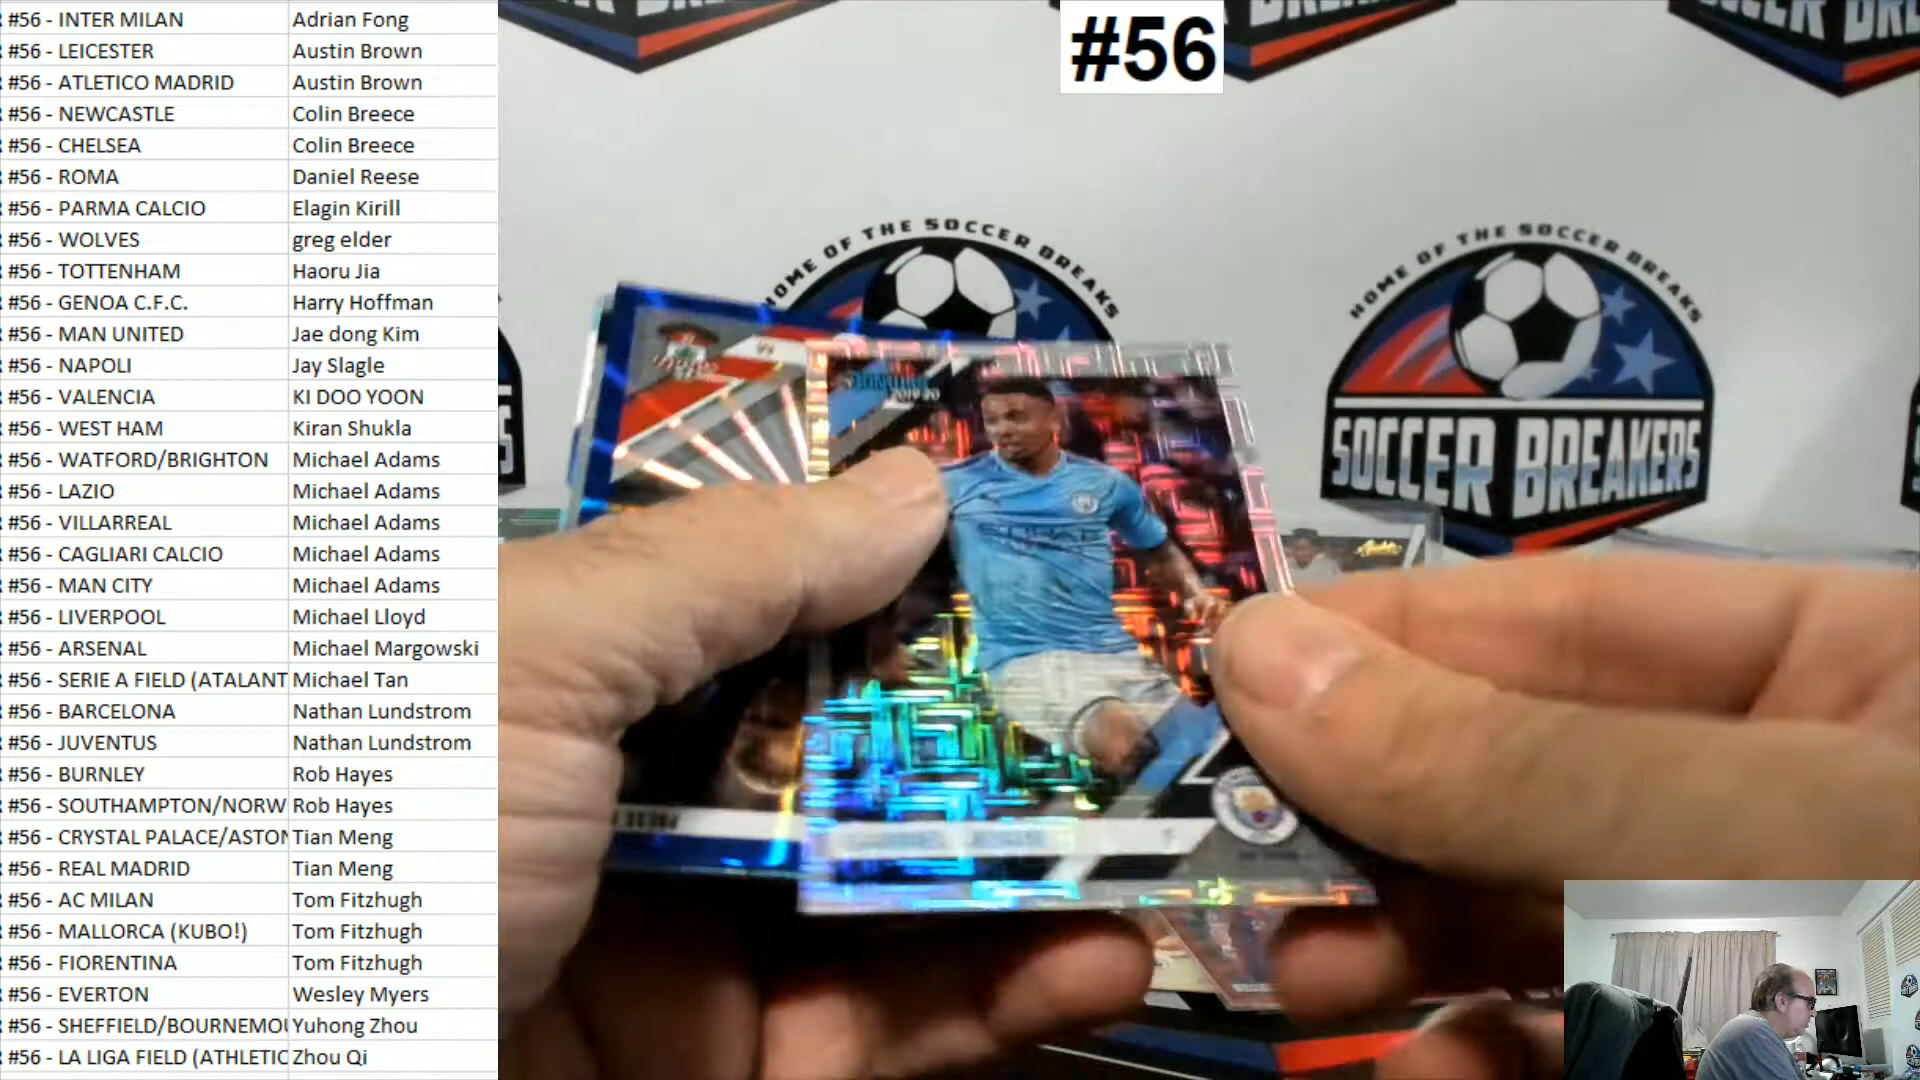 #56 - INTER MILAN Adrian Fong
#56 - LEICESTER Austin Brown
#56 - ATLETICO MADRID Austin Brown
#56 - NEWCASTLE Colin Breece
#56 - CHELSEA Colin Breece
#56 - ROMA Daniel Reese
#56 - PARMA CALCIO Elagin Kirill
#56 - WOLVES greg elder
#56 - TOTTENHAM Haoru Jia
#56 - GENOA C.F.C. Harry Hoffman
#56 - MAN UNITED Jae dong Kim
#56 - NAPOLI Jay Slagle
#56 - VALENCIA KI DOO YOON
#56 - WEST HAM Kiran Shukla
#56 - WATFORD/BRIGHTON Michael Adams
#56 - LAZIO Michael Adams
#56 - VILLARREAL Michael Adams
#56 - CAGLIARI CALCIO Michael Adams
#56 - MAN CITY Michael Adams
#56 - LIVERPOOL Michael Lloyd
#56 - ARSENAL Michael Margowski
#56 - SERIE A FIELD (ATALANT Michael Tan
#56 - BARCELONA Nathan Lundstrom
#56 - JUVENTUS Nathan Lundstrom
#56 - BURNLEY Rob Hayes
#56 - SOUTHAMPTON/NORW Rob Hayes
#56 - CRYSTAL PALACE/ASTON Tian Meng
#56 - REAL MADRID Tian Meng
#56 - AC MILAN Tom Fitzhugh
#56 - MALLORCA (KUBO!) Tom Fitzhugh
#56 - FIORENTINA Tom Fitzhugh
#56 - EVERTON Wesley Myers
#56 - SHEFFIELD/BOURNEMOU Yuhong Zhou
#56 - LA LIGA FIELD (ATHLETIC Zhou Qi
#56
HOME OF THE SOCCER BREAKS
HOME OF THE SOCCER BREAKS
SOCCER BREAKERS